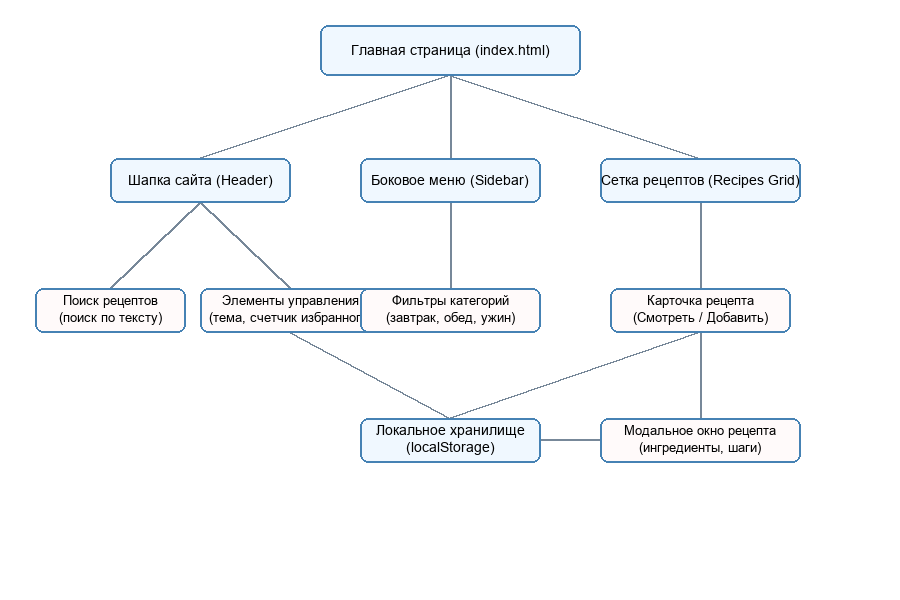 Главная страница (index.html)
Шапка сайта (Header)
Боковое меню (Sidebar)
Сетка рецептов (Recipes Grid)
Поиск рецептов
(поиск по тексту)
Элементы управления
(тема, счетчик избранног
Фильтры категорий
(завтрак, обед, ужин)
Карточка рецепта
(Смотреть / Добавить)
Локальное хранилище
(localStorage)
Модальное окно рецепта
(ингредиенты, шаги)